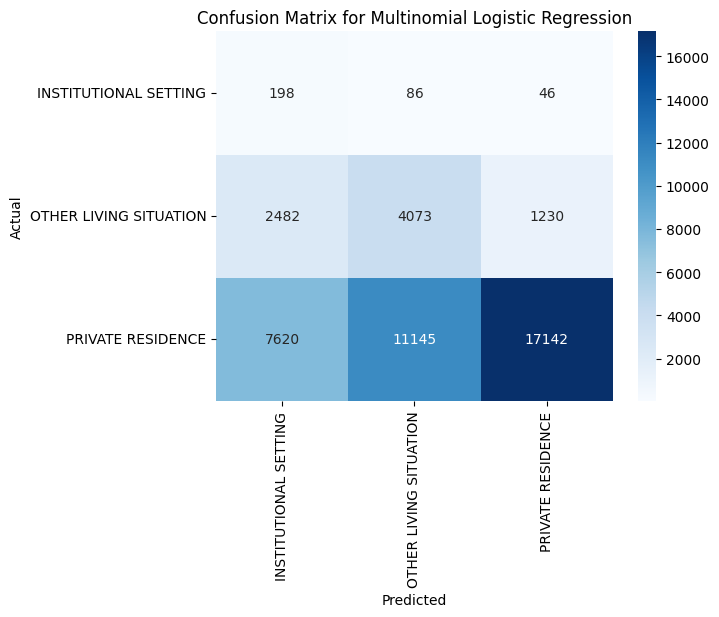 Confusion Matrix for Multinomial Logistic Regression
INSTITUTIONAL SETTING
198 86 46
OTHER LIVING SITUATION
2482 4073 1230
PRIVATE RESIDENCE
7620 11145 17142
Actual
INSTITUTIONAL SETTING
OTHER LIVING SITUATION
PRIVATE RESIDENCE
Predicted
16000
14000
12000
10000
8000
6000
4000
2000